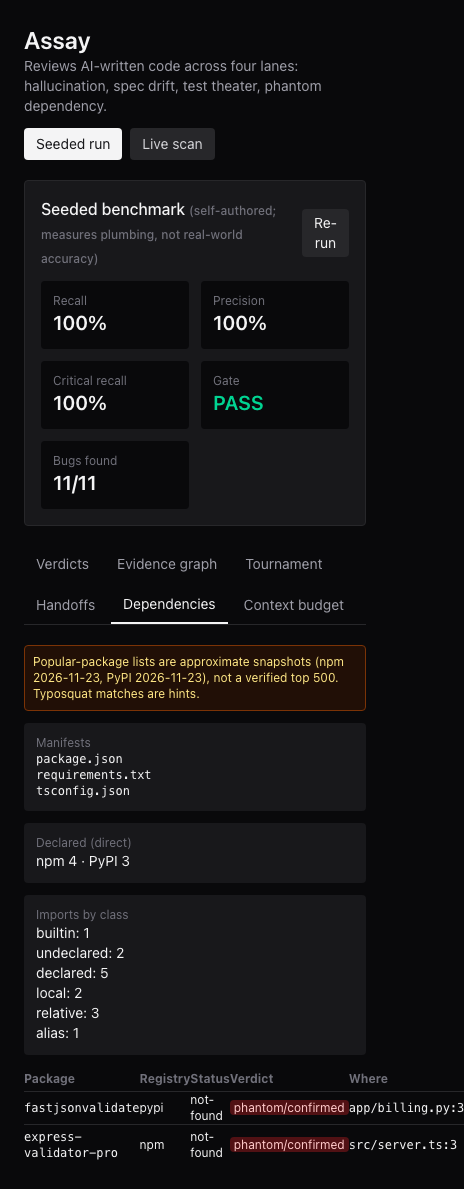 Assay
Reviews AI-written code across four lanes:
hallucination, spec drift, test theater, phantom
dependency.
Seeded run
Live scan
Seeded benchmark (self-authored;
measures plumbing, not real-world
accuracy)
Re-
run
Recall
100%
Precision
100%
Critical recall
100%
Gate
PASS
Bugs found
11/11
Verdicts
Evidence graph
Tournament
Handoffs
Dependencies
Context budget
Popular-package lists are approximate snapshots (npm
2026-11-23, PyPI 2026-11-23), not a verified top 500.
Typosquat matches are hints.
Manifests
package.json
requirements.txt
tsconfig.json
Declared (direct)
npm 4 · PyPI 3
Imports by class
builtin: 1
undeclared: 2
declared: 5
local: 2
relative: 3
alias: 1
Package Registry Status Verdict Where
fastjsonvalidate pypi not-found phantom/confirmed app/billing.py:3
express-validator-pro npm not-found phantom/confirmed src/server.ts:3